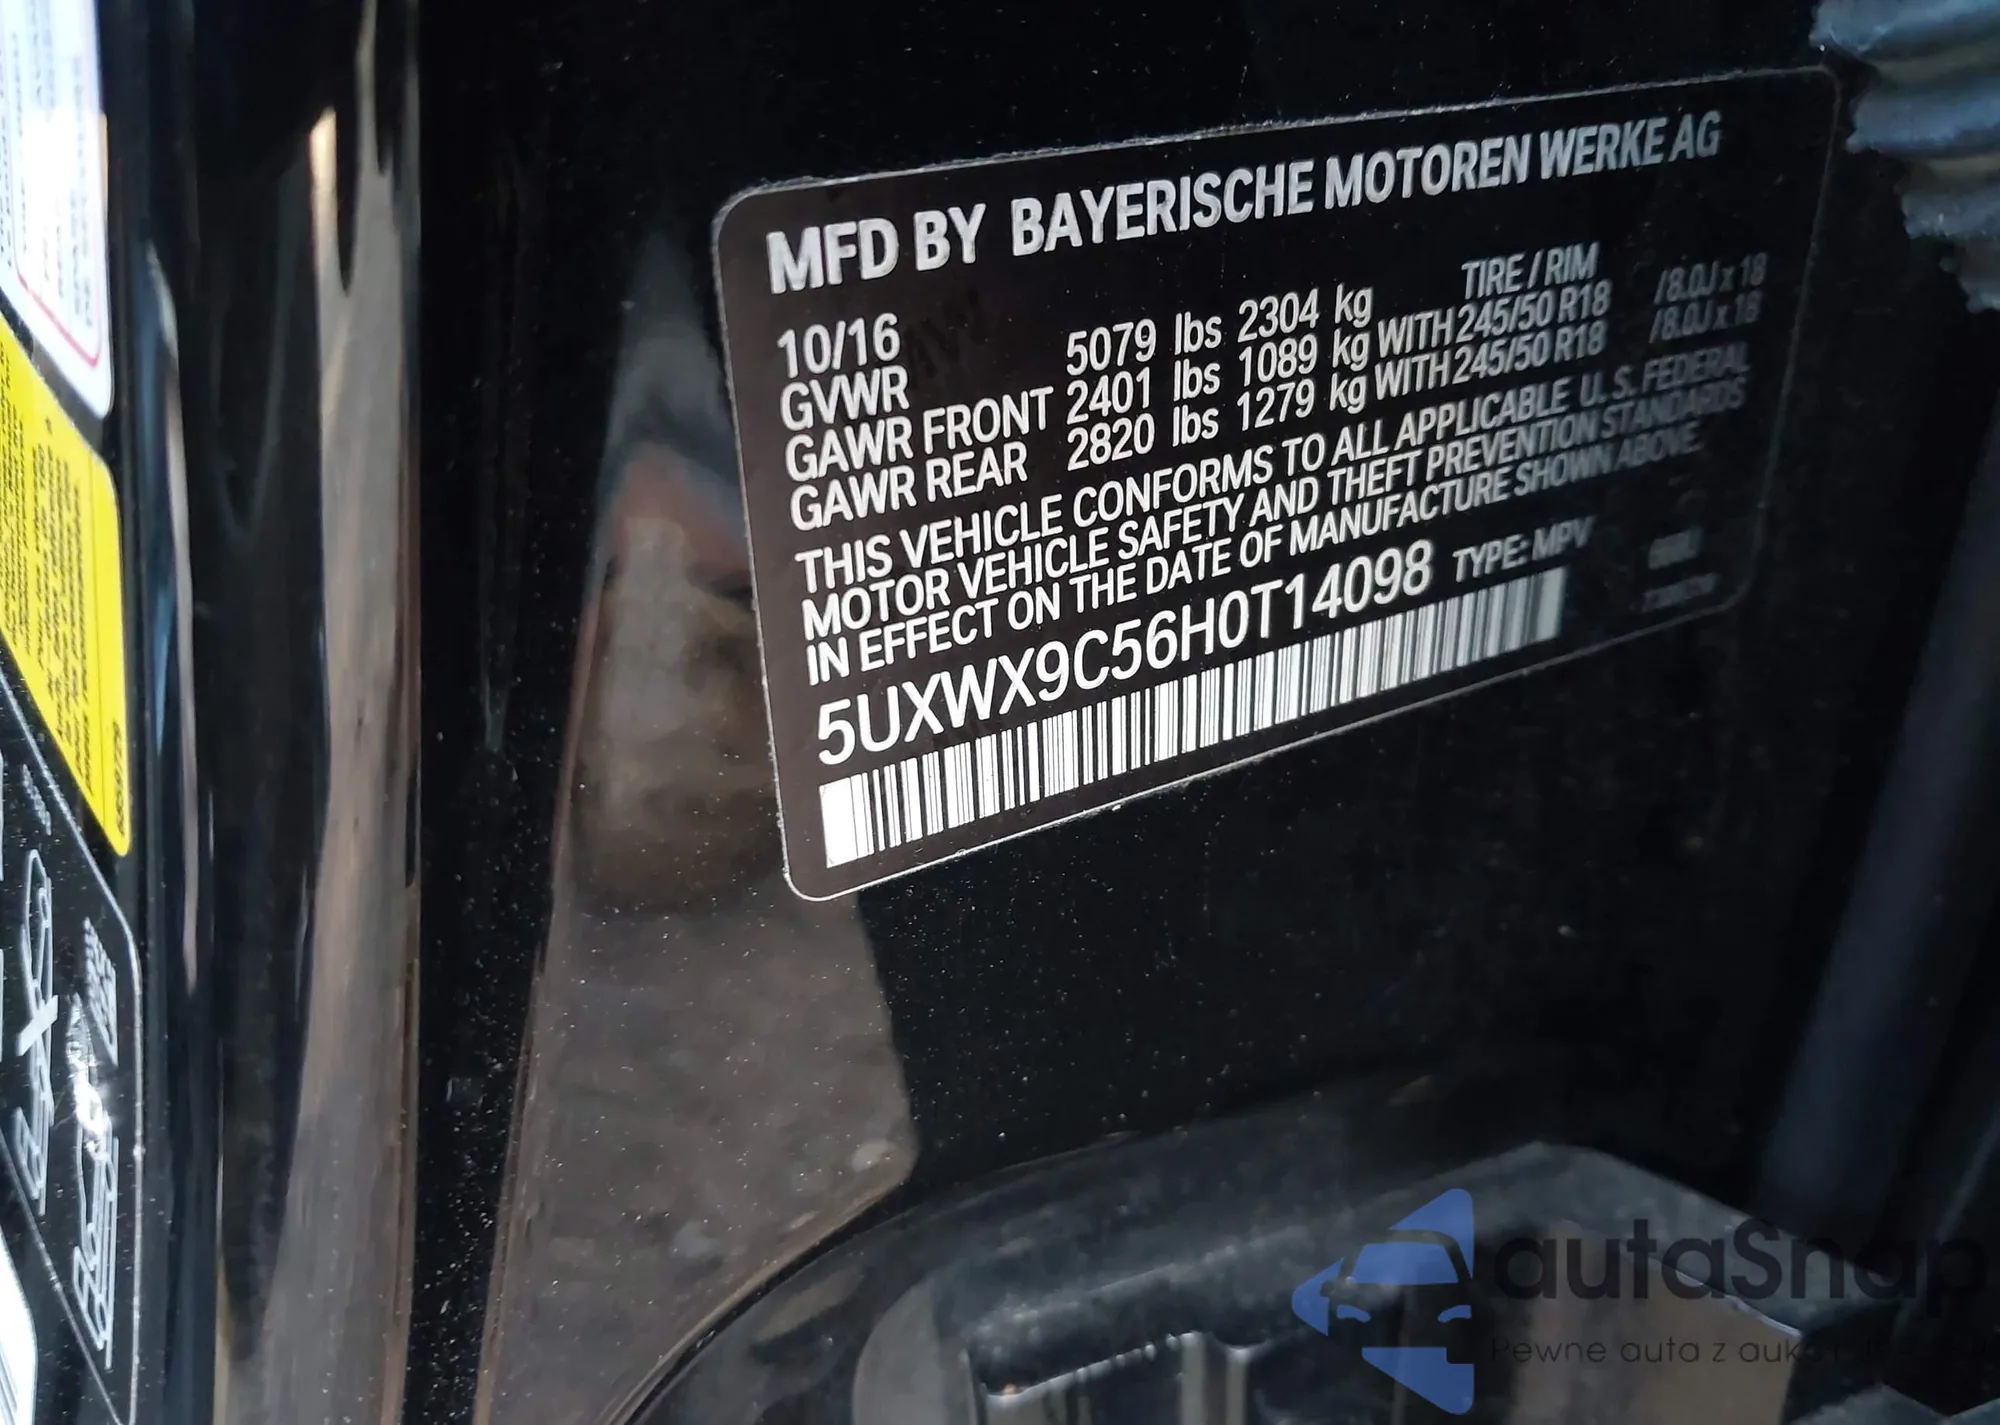 MFD BY BAYERISCHE MOTOREN WERKE AG
10/16 TIRE / RIM
GVWR 5079 lbs 2304 kg
GAWR FRONT 2401 lbs 1089 kg WITH 245/50 R18 /8.0J x 18
GAWR REAR 2820 lbs 1279 kg WITH 245/50 R18 /8.0J x 18
THIS VEHICLE CONFORMS TO ALL APPLICABLE U. S. FEDERAL
MOTOR VEHICLE SAFETY AND THEFT PREVENTION STANDARDS
IN EFFECT ON THE DATE OF MANUFACTURE SHOWN ABOVE.
5UXWX9C56H0T14098 TYPE: MPV
autaSnap
Pewne auta z